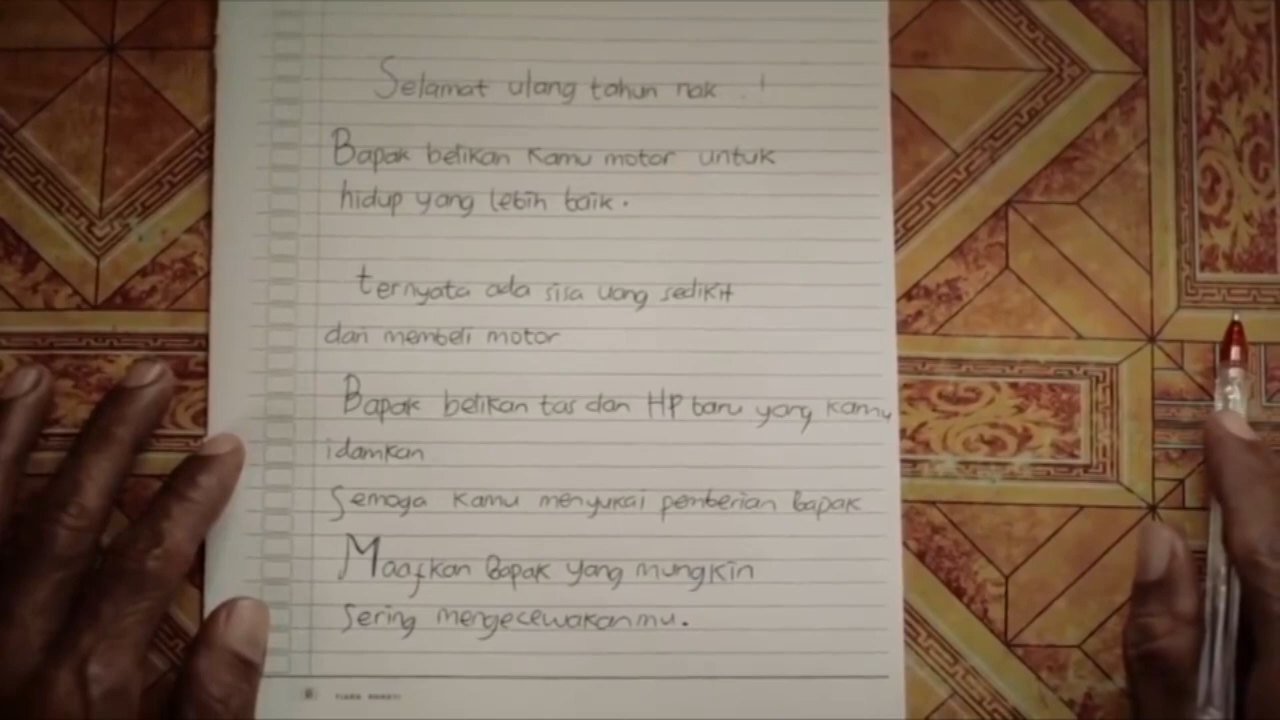 Selamat ulang tahun nak..!
Bapak belikan kamu motor untuk
hidup yang lebih baik.
ternyata ada sisa uang sedikit
dari membeli motor
Bapak belikan tas dan HP baru yang kamu
idamkan
Semoga kamu menyukai pemberian bapak
Maafkan Bapak yang mungkin
Sering mengecewakanmu.